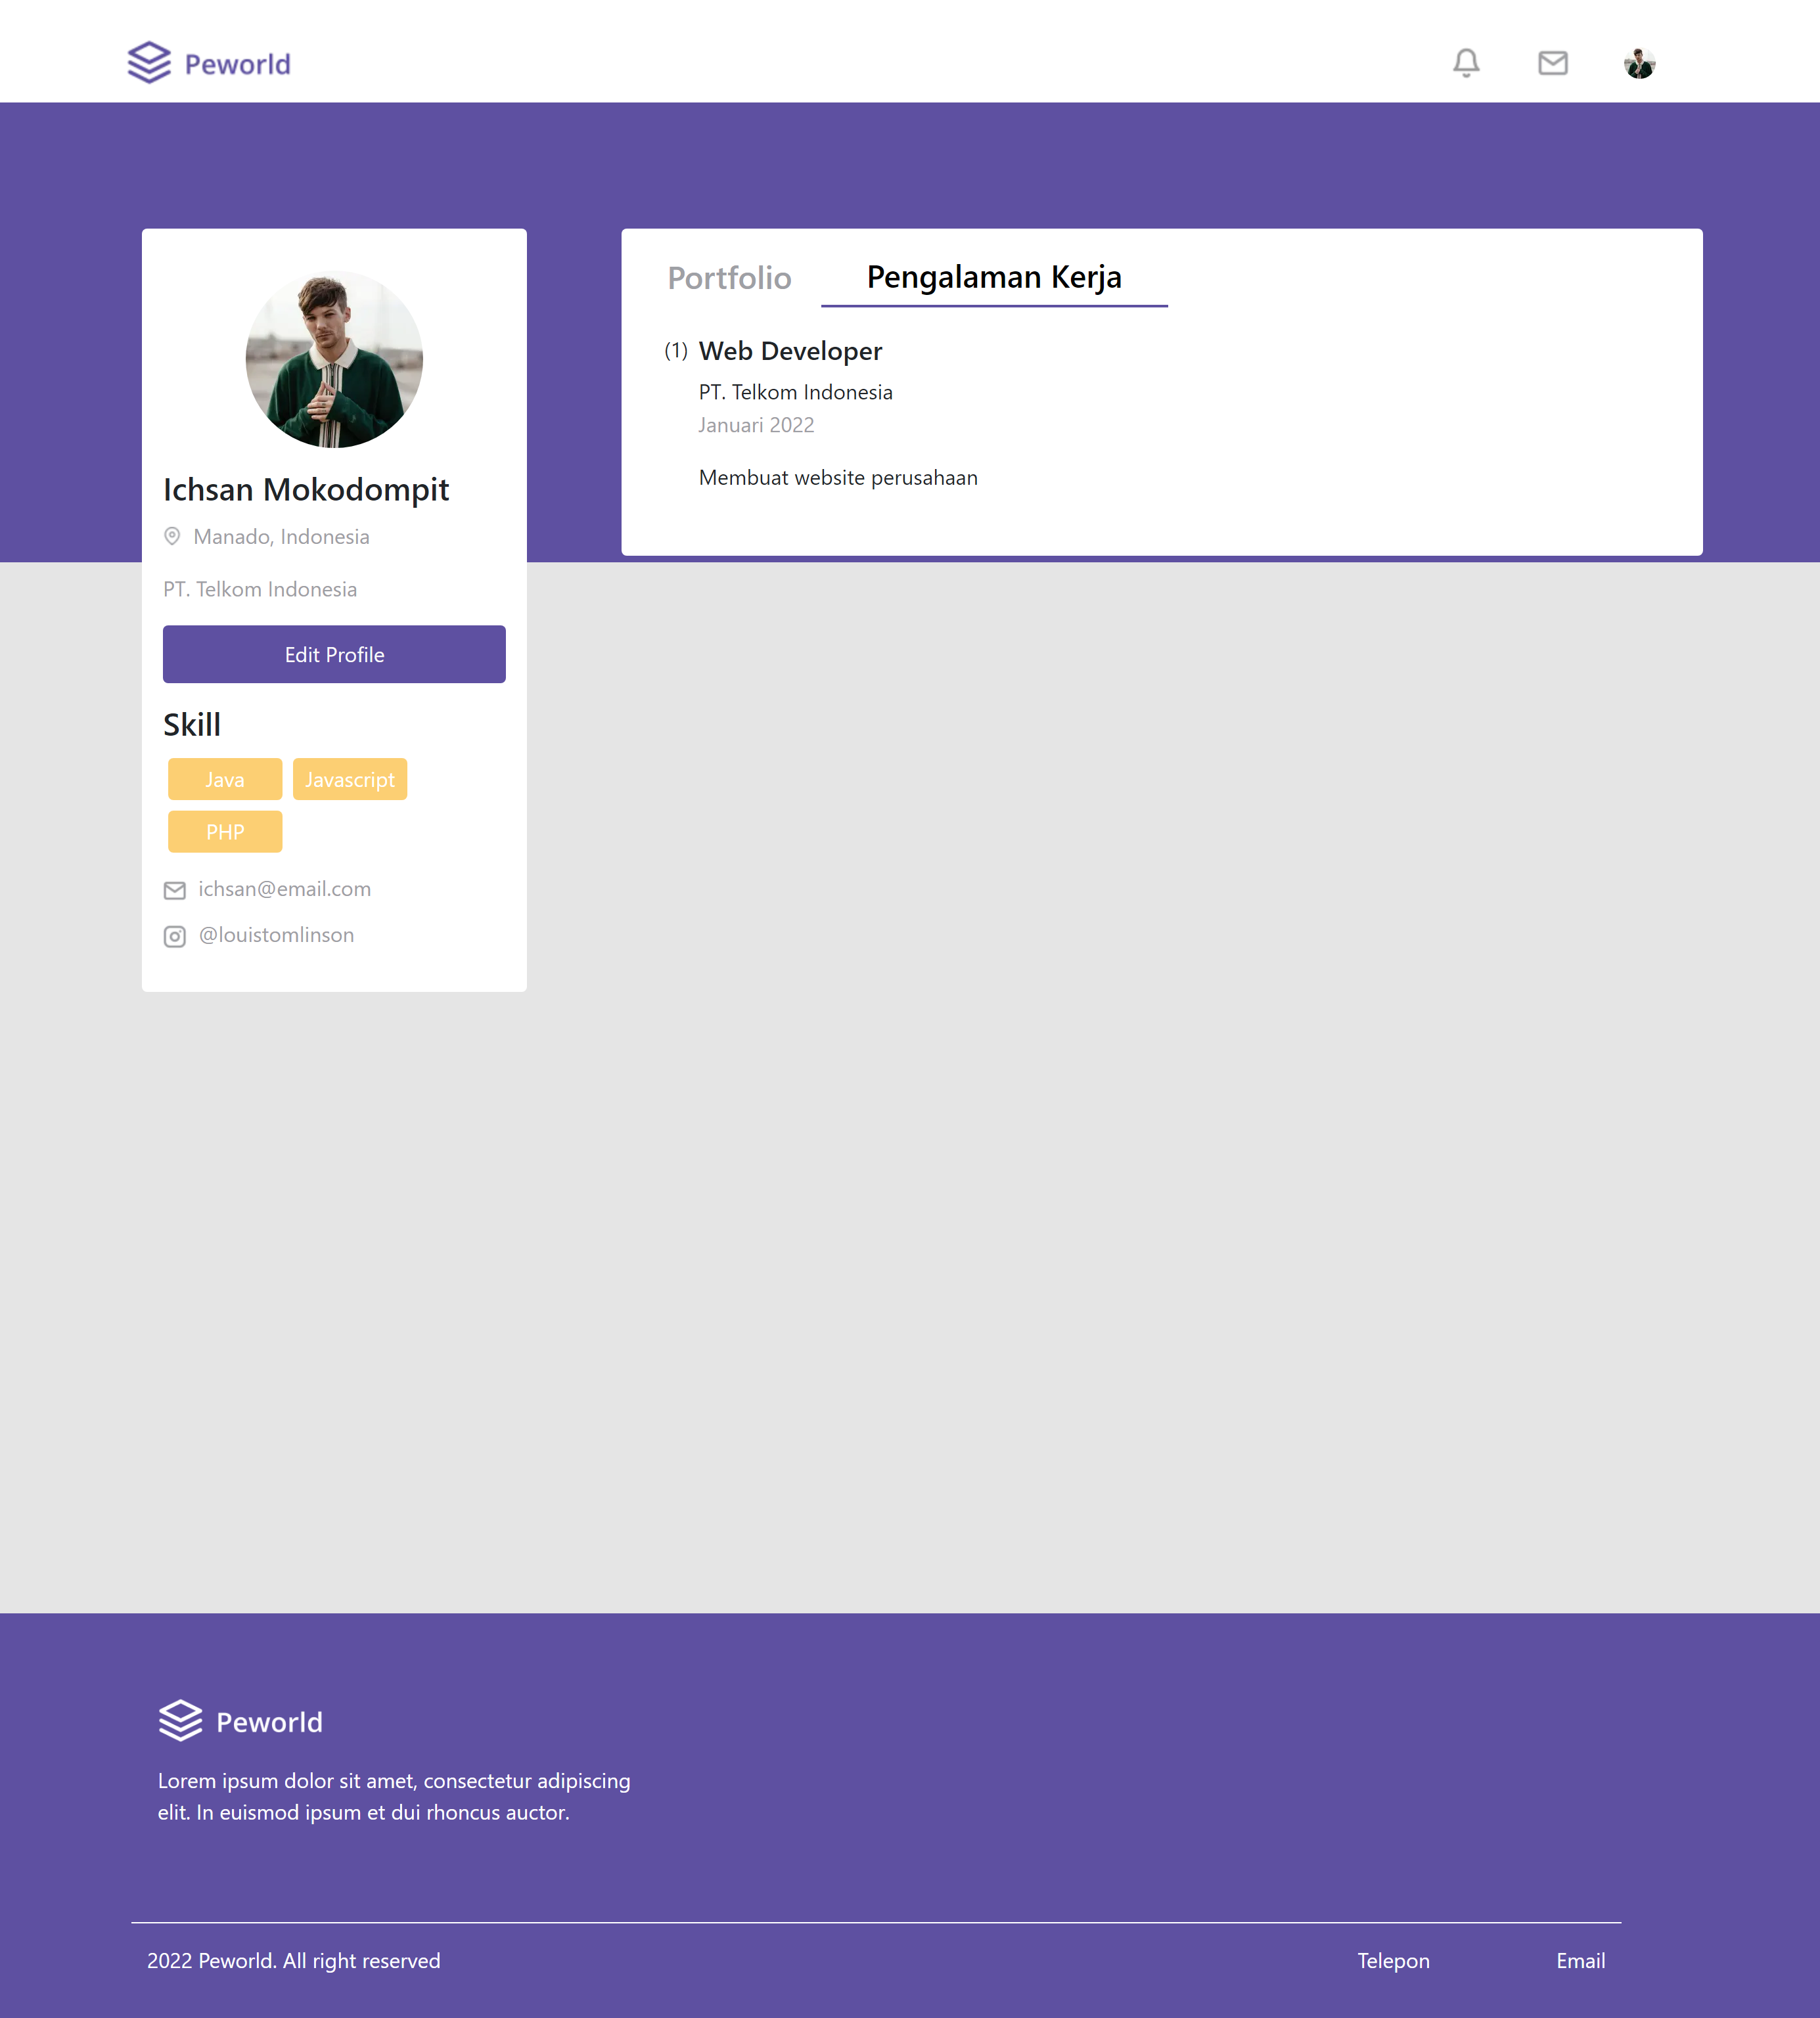 Peworld
Ichsan Mokodompit
Manado, Indonesia
PT. Telkom Indonesia
Edit Profile
Skill
Java Javascript
PHP
ichsan@email.com
@louistomlinson
Portfolio Pengalaman Kerja
(1) Web Developer
PT. Telkom Indonesia
Januari 2022
Membuat website perusahaan
Peworld
Lorem ipsum dolor sit amet, consectetur adipiscing
elit. In euismod ipsum et dui rhoncus auctor.
2022 Peworld. All right reserved Telepon Email